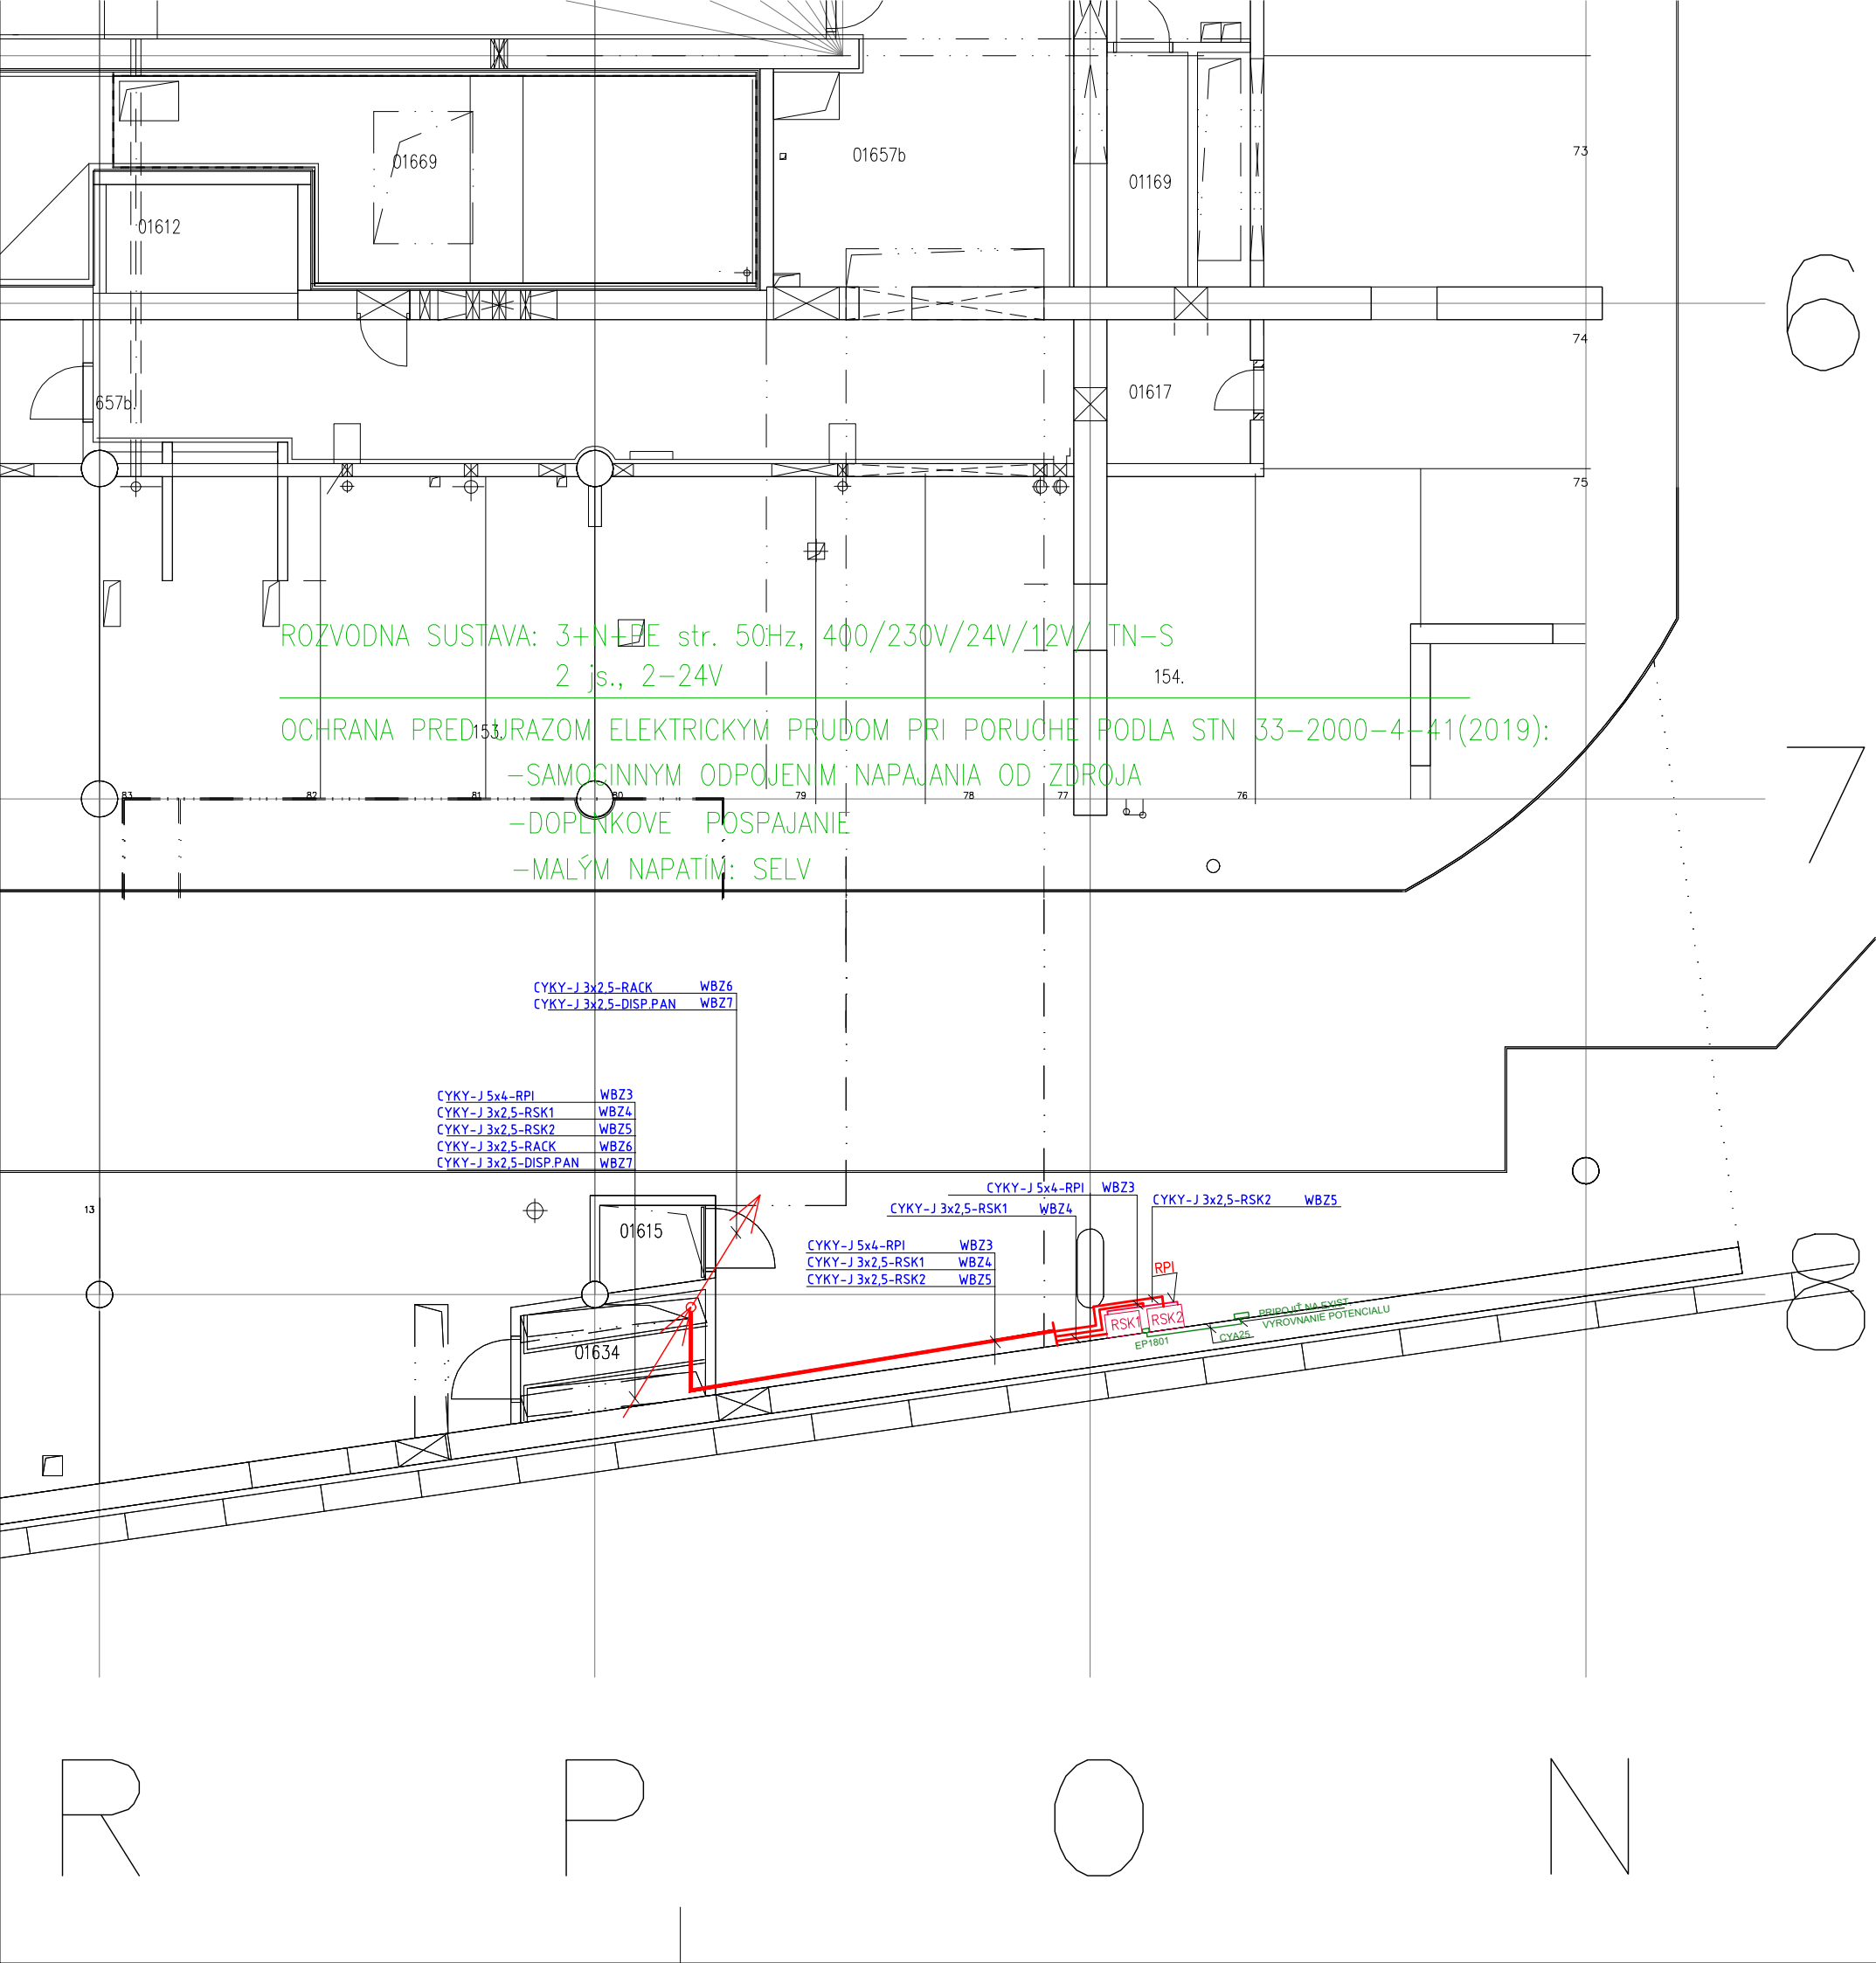 01669
01657b
01169
73
01612
74
657b.
01617
75
ROZVODNA SUSTAVA: 3+N+PE str. 50Hz, 400/230V/24V/12V/ TN-S
2 js., 2-24V
154.
OCHRANA PRED URAZOM ELEKTRICKYM PRUDOM PRI PORUCHE PODLA STN 33-2000-4-41(2019):
153.
-SAMOCINNYM ODPOJENIM NAPAJANIA OD ZDROJA
83
82
81
80
79
78
77
76
-DOPLNKOVE POSPAJANIE
-MALÝM NAPATÍM: SELV
6
7
8
CYKY-J 3x2,5-RACK WBZ6
CYKY-J 3x2,5-DISP.PAN WBZ7
CYKY-J 5x4-RPI WBZ3
CYKY-J 3x2,5-RSK1 WBZ4
CYKY-J 3x2,5-RSK2 WBZ5
CYKY-J 3x2,5-RACK WBZ6
CYKY-J 3x2,5-DISP.PAN WBZ7
13
01615
CYKY-J 5x4-RPI WBZ3
CYKY-J 3x2,5-RSK2 WBZ5
CYKY-J 3x2,5-RSK1 WBZ4
CYKY-J 5x4-RPI WBZ3
CYKY-J 3x2,5-RSK1 WBZ4
CYKY-J 3x2,5-RSK2 WBZ5
RPI
RSK1
RSK2
PRIPOJIŤ NA EXIST.
VYROVNANIE POTENCIALU
CYA25
EP1801
01634
R
P
O
N